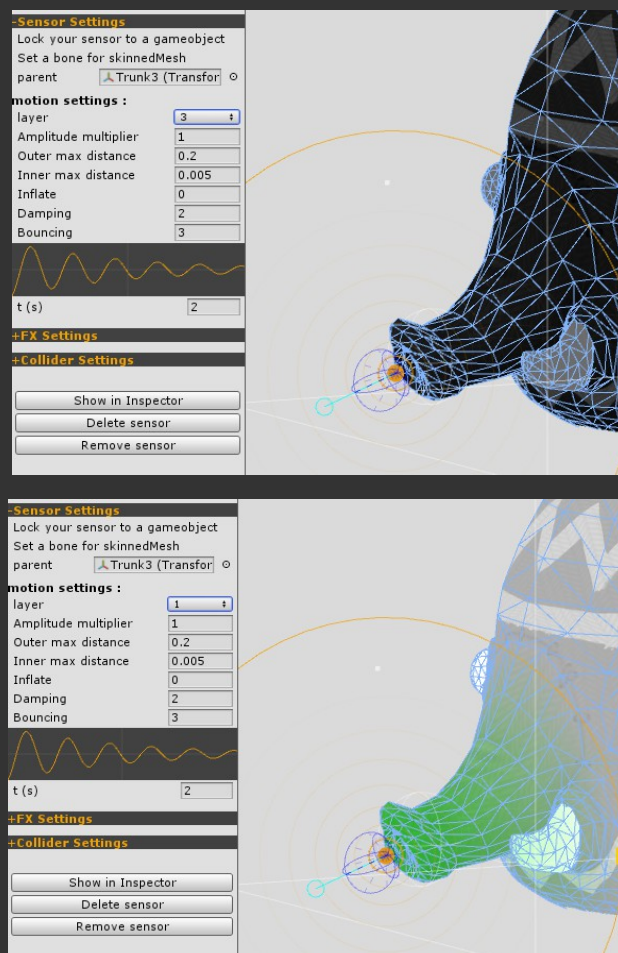 -Sensor Settings
Lock your sensor to a gameobject
Set a bone for skinnedMesh
parent Trunk3 (Transfor
motion settings :
layer 3
Amplitude multiplier 1
Outer max distance 0.2
Inner max distance 0.005
Inflate 0
Damping 2
Bouncing 3
t (s) 2
+FX Settings
+Collider Settings
Show in Inspector
Delete sensor
Remove sensor
-Sensor Settings
Lock your sensor to a gameobject
Set a bone for skinnedMesh
parent Trunk3 (Transfor
motion settings :
layer 1
Amplitude multiplier 1
Outer max distance 0.2
Inner max distance 0.005
Inflate 0
Damping 2
Bouncing 3
t (s) 2
+FX Settings
+Collider Settings
Show in Inspector
Delete sensor
Remove sensor